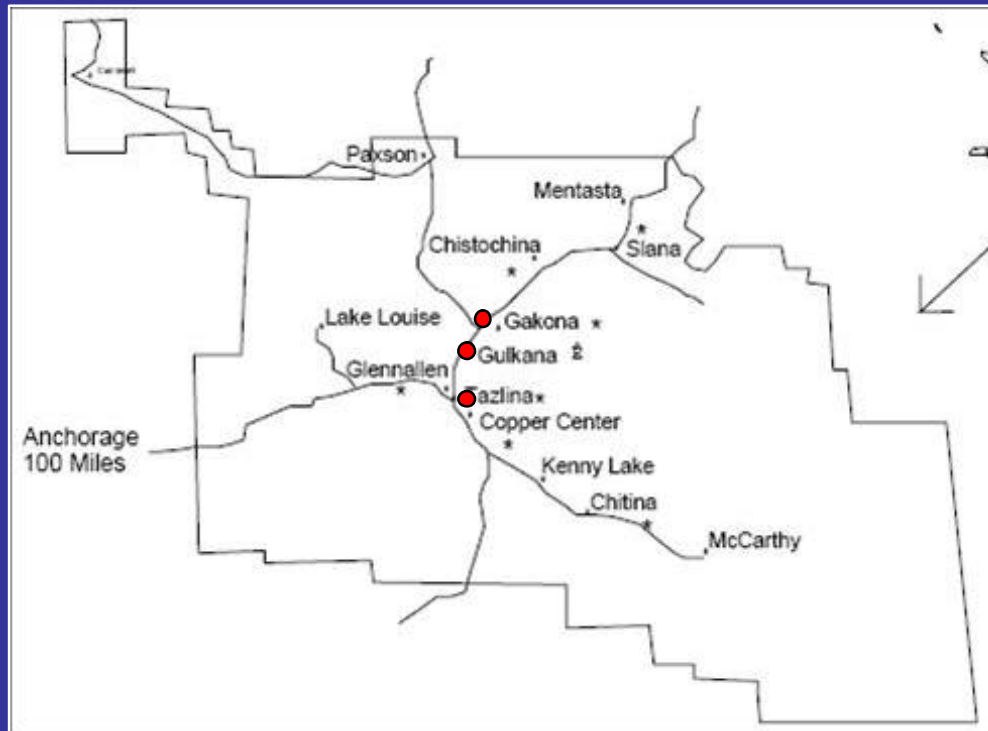 Cantwell
Paxson
Mentasta
Slana
Chistochina
Lake Louise
Gakona *
Gulkana
Glennallen
*
Tazlina *
Copper Center
*
Anchorage
100 Miles
Kenny Lake
Chitina
*
McCarthy